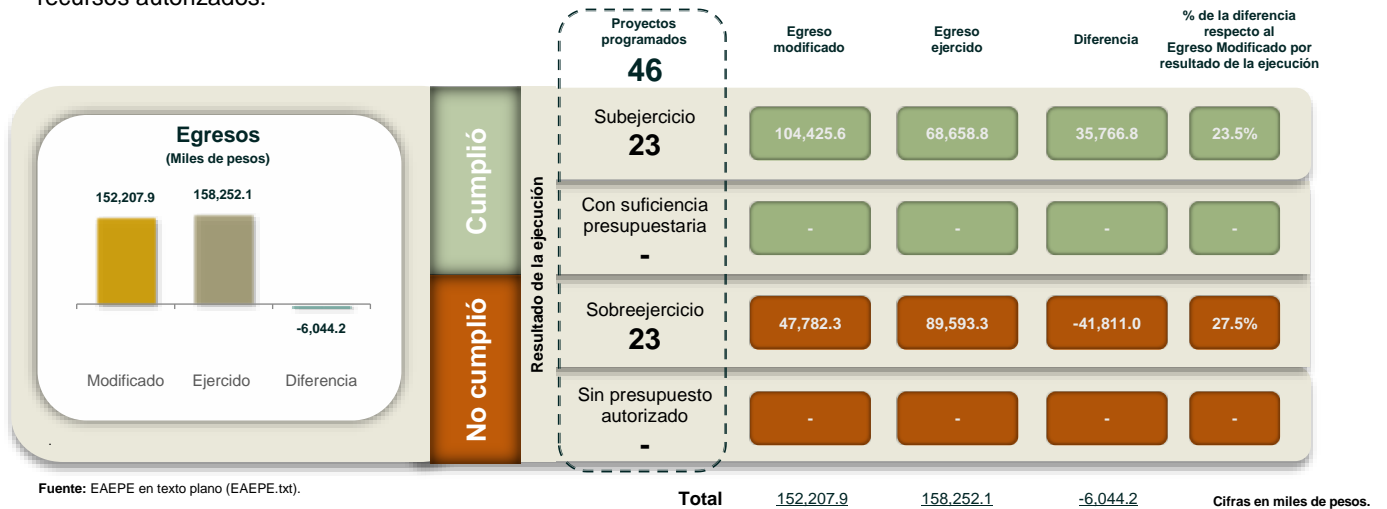 recursos autorizados.
Proyectos
programados
46
Egreso
modificado
Egreso
ejercido
Diferencia
% de la diferencia
respecto al
Egreso Modificado por
resultado de la ejecución
Egresos
(Miles de pesos)
152,207.9
158,252.1
-6,044.2
Modificado
Ejercido
Diferencia
.
Cumplió
No cumplió
Resultado de la ejecución
Subejercicio
23
104,425.6
68,658.8
35,766.8
23.5%
Con suficiencia
presupuestaria
-
-
-
-
-
Sobreejercicio
23
47,782.3
89,593.3
-41,811.0
27.5%
Sin presupuesto
autorizado
-
-
-
-
-
Fuente: EAEPE en texto plano (EAEPE.txt).
Total 152,207.9 158,252.1 -6,044.2 Cifras en miles de pesos.